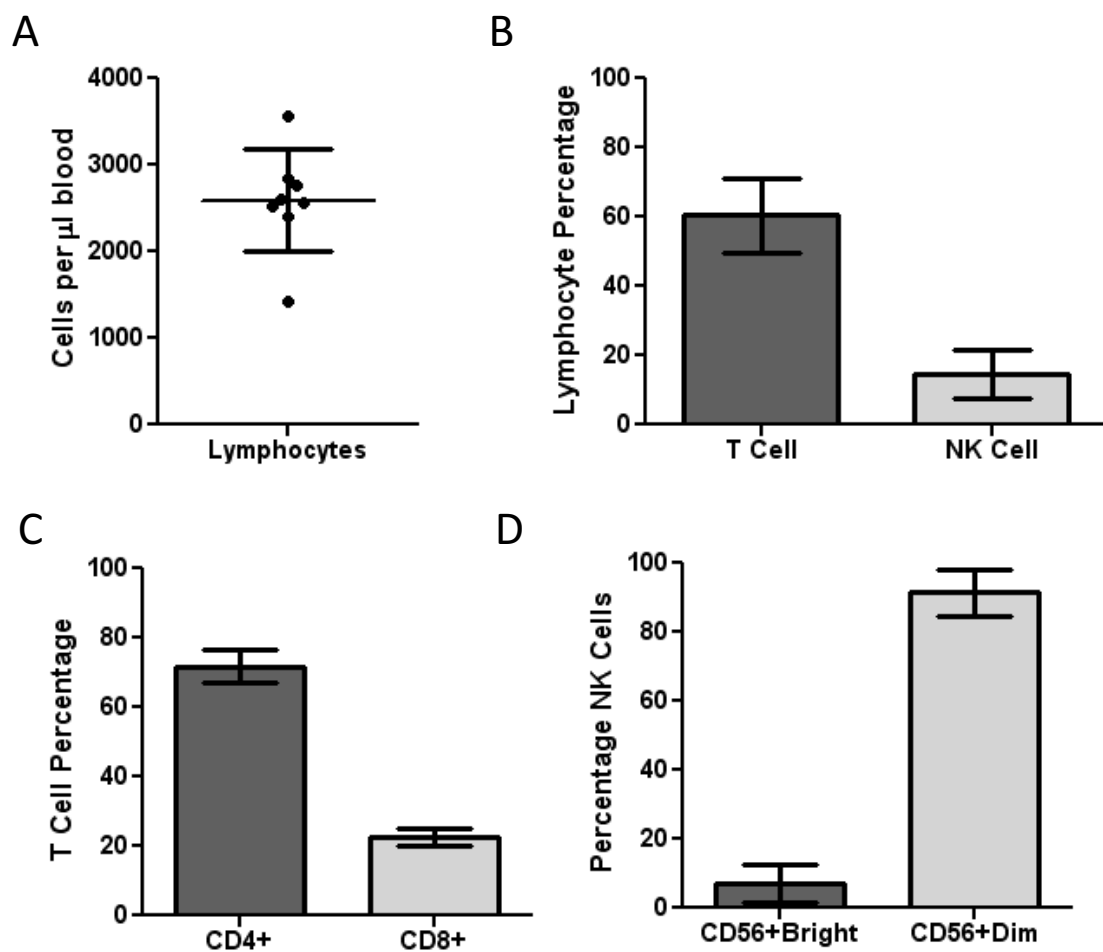 A
Cells per µl blood
4000
3000
2000
1000
0
Lymphocytes
B
Lymphocyte Percentage
100
80
60
40
20
0
T Cell
NK Cell
C
T Cell Percentage
100
80
60
40
20
0
CD4+
CD8+
D
Percentage NK Cells
100
80
60
40
20
0
CD56+Bright
CD56+Dim